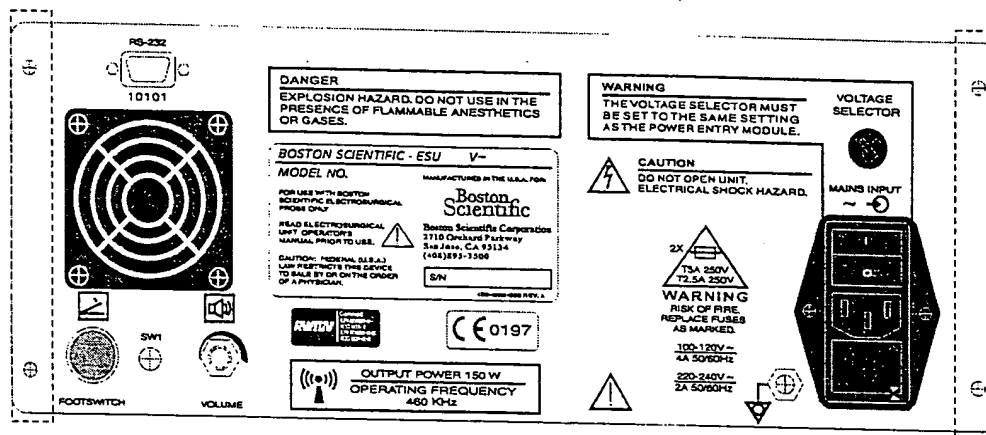 RS-232
10101
DANGER
EXPLOSION HAZARD. DO NOT USE IN THE
PRESENCE OF FLAMMABLE ANESTHETICS
OR GASES.
BOSTON SCIENTIFIC - ESU V~
MODEL NO.
MANUFACTURED IN THE U.S.A. FOR:
FOR USE WITH BOSTON
SCIENTIFIC ELECTROSURGICAL
PROBE ONLY
Boston
Scientific
READ ELECTROSURGICAL
UNIT OPERATOR'S
MANUAL PRIOR TO USE.
Boston Scientific Corporation
2710 Orchard Parkway
San Jose, CA 95134
(408)895-3500
CAUTION: FEDERAL (U.S.A.)
LAW RESTRICTS THIS DEVICE
TO SALE BY OR ON THE ORDER
OF A PHYSICIAN.
S/N
WARNING
THE VOLTAGE SELECTOR MUST
BE SET TO THE SAME SETTING
AS THE POWER ENTRY MODULE.
VOLTAGE
SELECTOR
CAUTION
DO NOT OPEN UNIT.
ELECTRICAL SHOCK HAZARD.
MAINS INPUT
~
2X
T5A 250V
T2.5A 250V
WARNING
RISK OF FIRE.
REPLACE FUSES
AS MARKED.
100-120V~
4A 50/60Hz
220-240V~
2A 50/60Hz
SW1
FOOTSWITCH
VOLUME
RWTÜV
CE 0197
OUTPUT POWER 150 W
OPERATING FREQUENCY
460 KHz